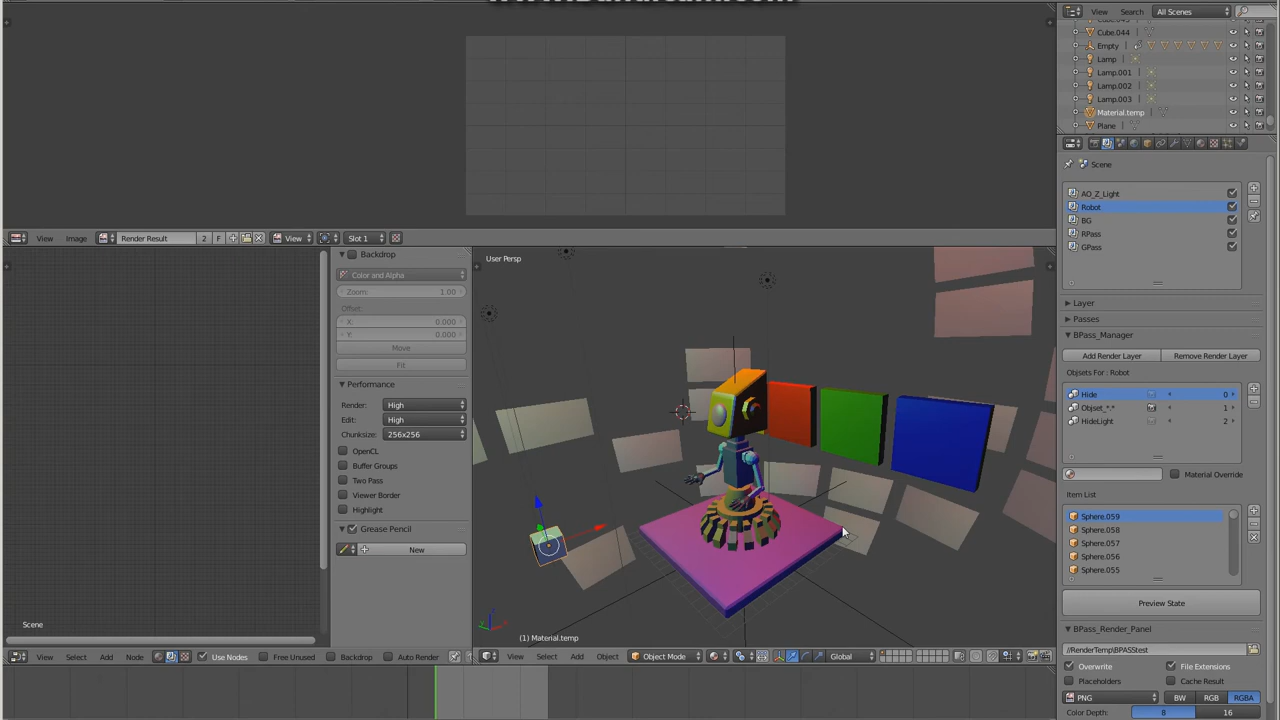 View Search All Scenes
Cube.044
Empty
Lamp
Lamp.001
Lamp.002
Lamp.003
Material.temp
Plane
Scene
AO_Z_Light
Robot
BG
RPass
GPass
View Image Render Result 2 F View Slot 1
Layer
Passes
BPass_Manager
Add Render Layer Remove Render Layer
Objsets For : Robot
Hide 0
Objset_*.* 1
HideLight 2
Material Override
Item List
Sphere.059
Sphere.058
Sphere.057
Sphere.056
Sphere.055
Preview State
BPass_Render_Panel
//RenderTemp\BPASStest
Overwrite File Extensions
Placeholders Cache Result
PNG BW RGB RGBA
Color Depth: 8 16
Backdrop
Color and Alpha
Zoom: 1.00
Offset:
X: 0.000
Y: 0.000
Move
Fit
Performance
Render: High
Edit: High
Chunksize: 256x256
OpenCL
Buffer Groups
Two Pass
Viewer Border
Highlight
Grease Pencil
New
Scene
User Persp
(1) Material.temp
View Select Add Node Use Nodes Free Unused Backdrop Auto Render
View Select Add Object Object Mode Global